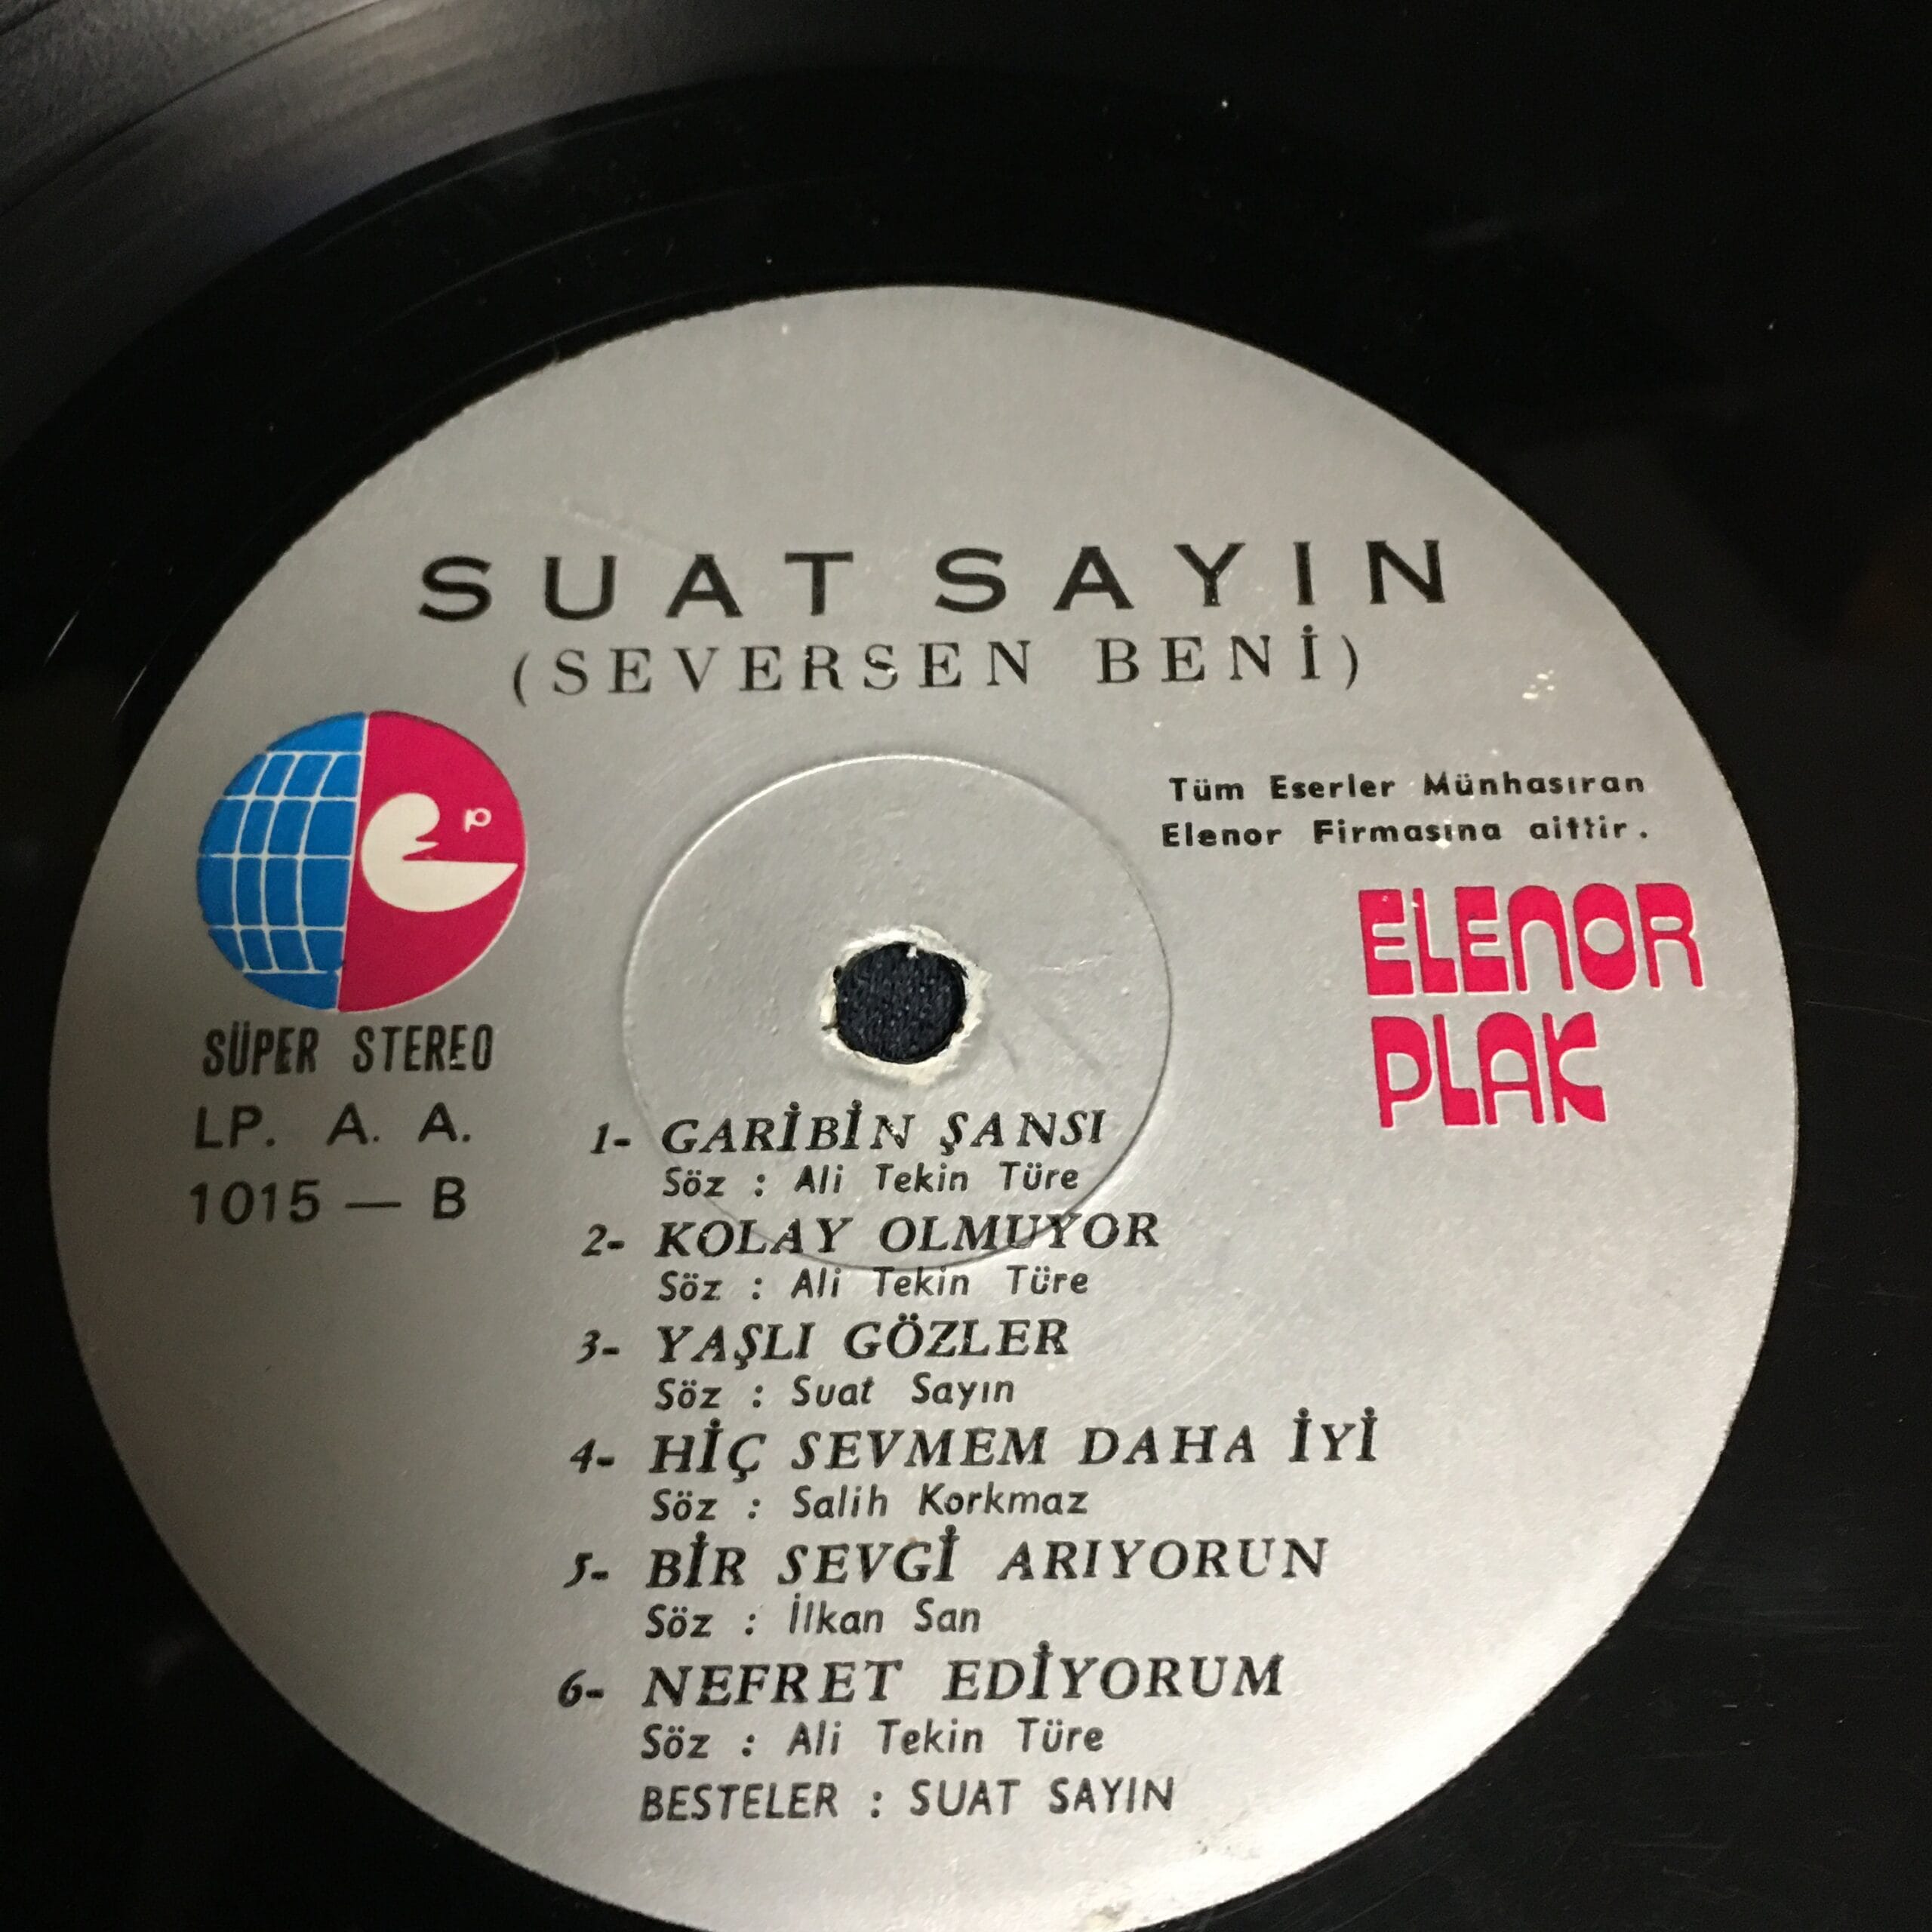 SUAT SAYIN
(SEVERSEN BENİ)
Tüm Eserler Münhasıran
Elenor Firmasına aittir.
p
ELENOR
PLAK
SÜPER STEREO
LP. A. A.
1015 — B
1- GARİBİN ŞANSI
Söz : Ali Tekin Türe
2- KOLAY OLMUYOR
Söz : Ali Tekin Türe
3- YAŞLI GÖZLER
Söz : Suat Sayın
4- HİÇ SEVMEM DAHA İYİ
Söz : Salih Korkmaz
5- BİR SEVGİ ARIYORUN
Söz : İlkan San
6- NEFRET EDİYORUM
Söz : Ali Tekin Türe
BESTELER : SUAT SAYIN